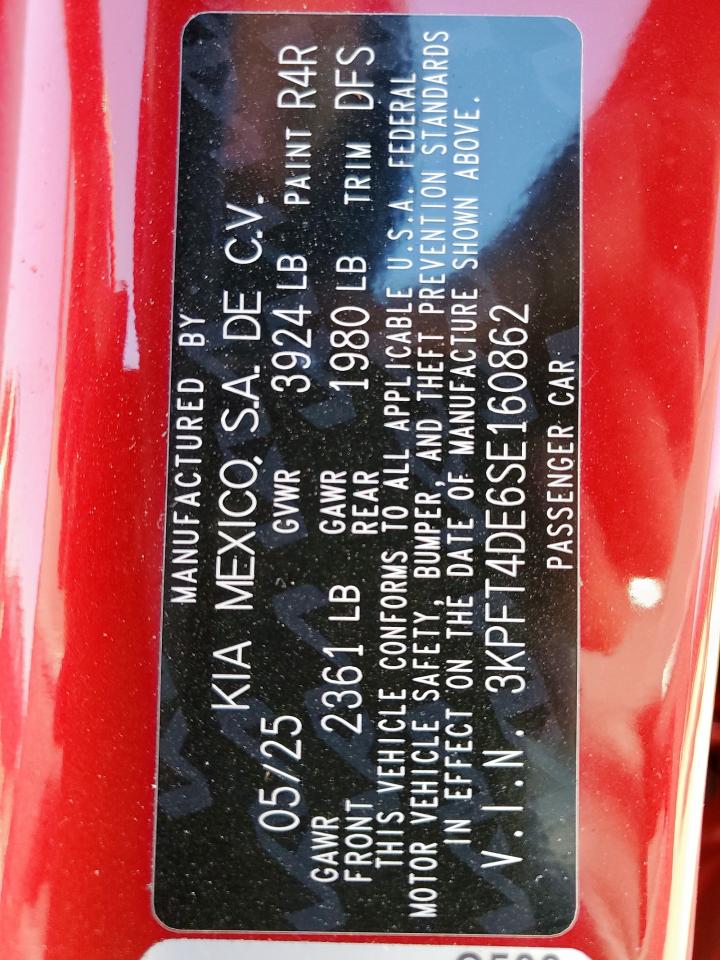 MANUFACTURED BY
KIA MEXICO, S.A. DE C.V.
05/25 GVWR 3924 LB PAINT R4R
GAWR FRONT 2361 LB GAWR REAR 1980 LB TRIM DFS
THIS VEHICLE CONFORMS TO ALL APPLICABLE U.S.A. FEDERAL
MOTOR VEHICLE SAFETY, BUMPER, AND THEFT PREVENTION STANDARDS
IN EFFECT ON THE DATE OF MANUFACTURE SHOWN ABOVE.
V.I.N. 3KPFT4DE6SE160862
PASSENGER CAR